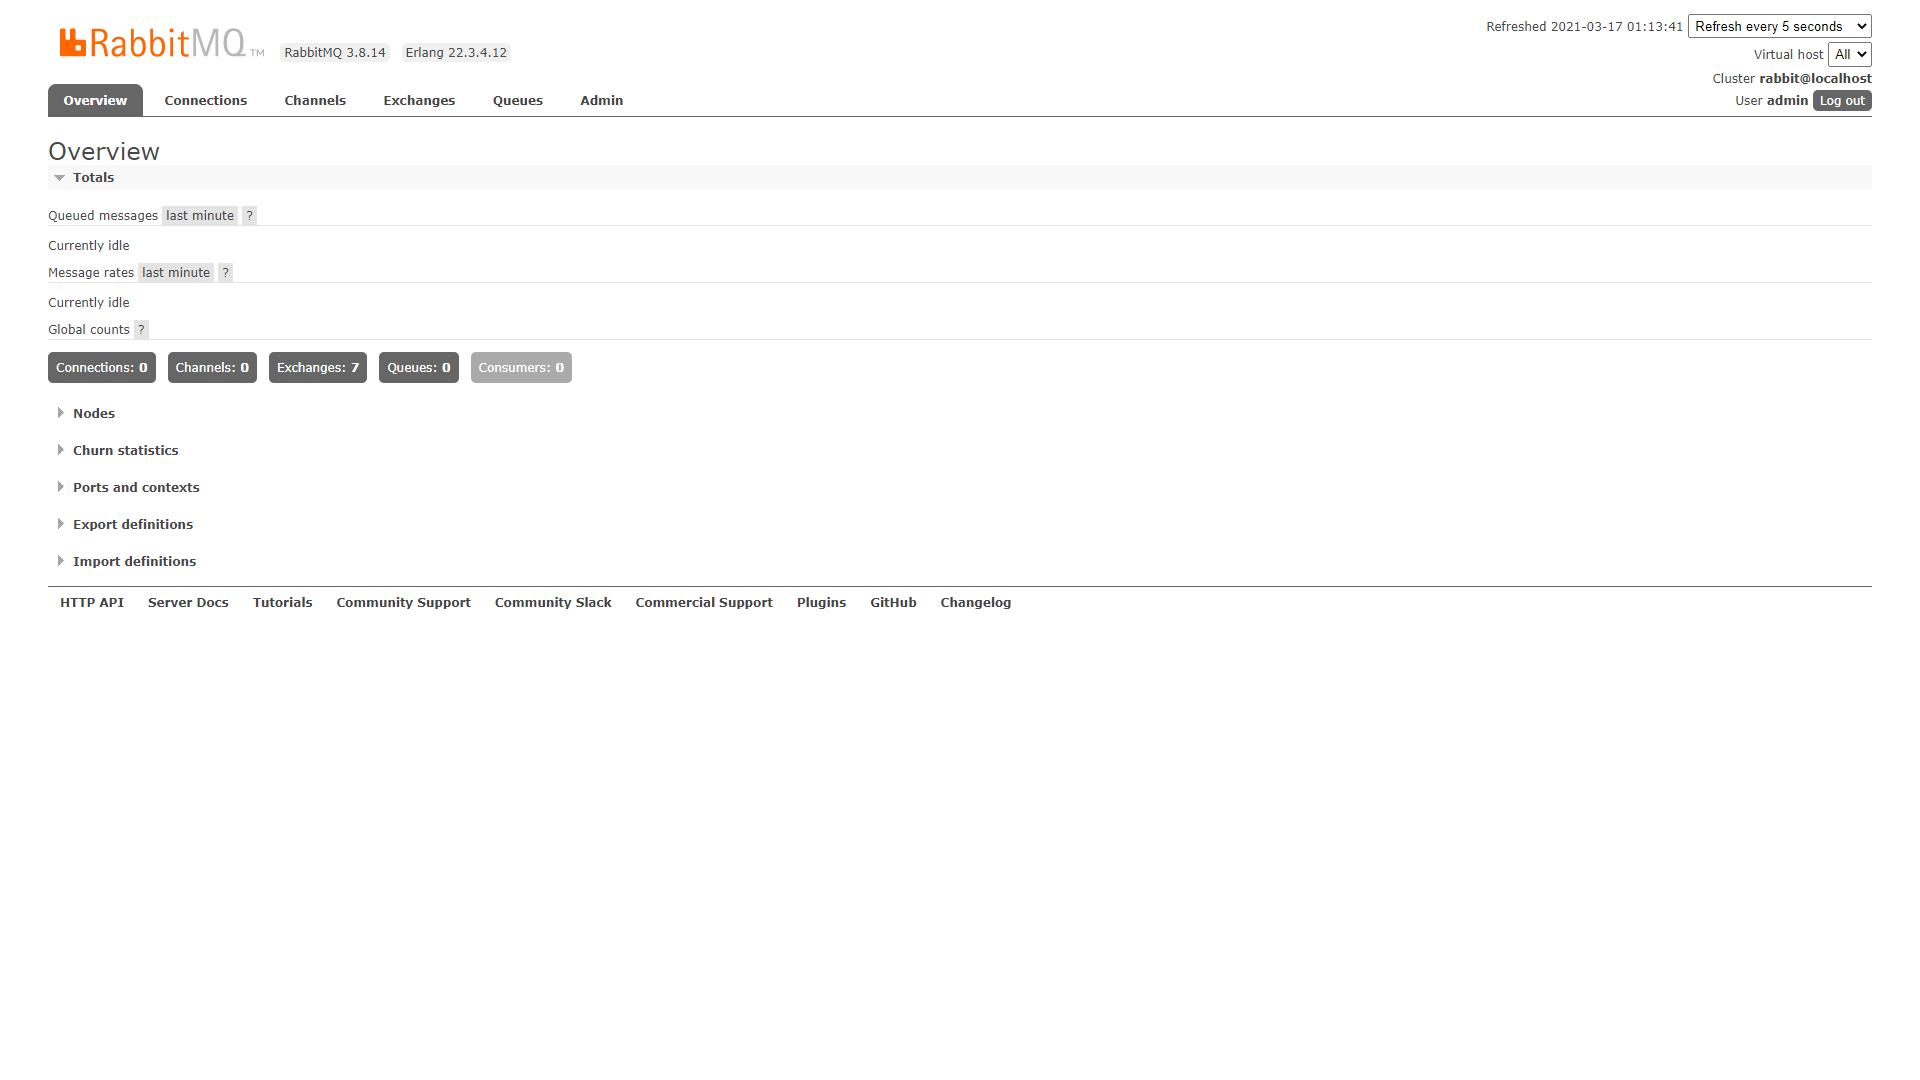 RabbitMQ TM RabbitMQ 3.8.14 Erlang 22.3.4.12
Refreshed 2021-03-17 01:13:41 Refresh every 5 seconds
Virtual host All
Cluster rabbit@localhost
User admin Log out
Overview Connections Channels Exchanges Queues Admin
Overview
Totals
Queued messages last minute ?
Currently idle
Message rates last minute ?
Currently idle
Global counts ?
Connections: 0 Channels: 0 Exchanges: 7 Queues: 0 Consumers: 0
Nodes
Churn statistics
Ports and contexts
Export definitions
Import definitions
HTTP API Server Docs Tutorials Community Support Community Slack Commercial Support Plugins GitHub Changelog